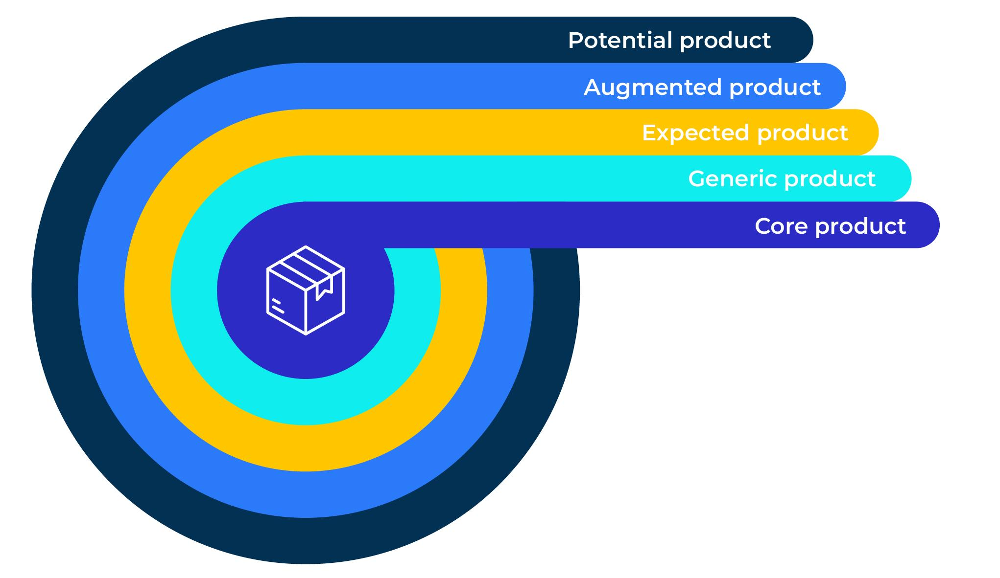 Potential product
Augmented product
Expected product
Generic product
Core product